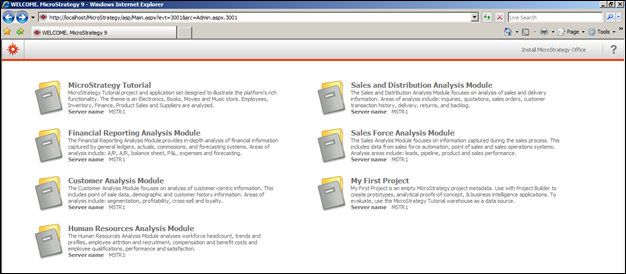 WELCOME. MicroStrategy 9 - Windows Internet Explorer
http://localhost/MicroStrategy/asp/Main.aspx?evt=3001&src=Admin.aspx.3001
Live Search
WELCOME. MicroStrategy 9
Page
Tools
Install MicroStrategy Office
?
MicroStrategy Tutorial
MicroStrategy Tutorial project and application set designed to illustrate the platform's rich
functionality. The theme is an Electronics, Books, Movies and Music store. Employees,
Inventory, Finance, Product Sales and Suppliers are analyzed.
Server name MSTR1
Sales and Distribution Analysis Module
The Sales and Distribution Analysis Module focuses on analysis of sales and delivery
information. Areas of analysis include: inquiries, quotations, sales orders, customer
transaction history, delivery, returns, and backlog.
Server name MSTR1
Financial Reporting Analysis Module
The Financial Reporting Analysis Module provides in-depth analysis of financial information
captured by general ledgers, actuals, commissions, and forecasting systems. Areas of
analysis include: A/P, A/R, balance sheet, P&L, expenses and forecasting.
Server name MSTR1
Sales Force Analysis Module
The Sales Analysis Module focuses on information captured during the sales process. This
includes data from sales force automation, point of sales and sales operations systems.
Analysis areas include: leads, pipeline, product and sales performance.
Server name MSTR1
Customer Analysis Module
The Customer Analysis Module focuses on analysis of customer-centric information. This
includes point of sale data, demographic and customer history information. Areas of
analysis include: segmentation, profitability, cross-sell and loyalty.
Server name MSTR1
My First Project
My First Project is an empty MicroStrategy project metadata. Use with Project Builder to
create prototypes, analytical proofs-of-concept, & business intelligence applications. To
evaluate, use the MicroStrategy Tutorial warehouse as a data source.
Server name MSTR1
Human Resources Analysis Module
The Human Resources Analysis Module analyses workforce headcount, trends and
profiles, employee attrition and recruitment, compensation and benefit costs and
employee qualifications, performance and satisfaction.
Server name MSTR1